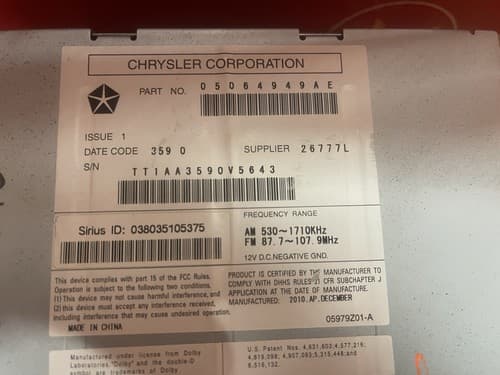 CHRYSLER CORPORATION
PART NO. 05064949AE
ISSUE 1
DATE CODE 359 0 SUPPLIER 26777L
S/N TT1AA3590V5643
Sirius ID: 038035105375
FREQUENCY RANGE
AM 530~1710KHz
FM 87.7~107.9MHz
12V D.C.NEGATIVE GND.
This device complies with part 15 of the FCC Rules.
Operation is subject to the following two conditions.
(1)This device may not cause harmful interference, and
(2)this device must accept any interference received,
including interference that may cause undesired operation.
MADE IN CHINA
PRODUCT IS CERTIFIED BY THE MANUFACTURER TO
COMPLY WITH DHHS RULES 21 CFR SUBCHAPTER J
APPLICATION AT THE DATE OF MANUFACTURE.
MANUFACTURED: 2010.AP.DECEMBER
05979Z01-A
Manufactured under license from Dolby
Laboratories."Dolby" and the double-D
symbol are trademarks of Dolby
U.S Patent Nos. 4,631,603;4,577,216;
4,819,098; 4,907,093;5,315,448;and
6,516,132.